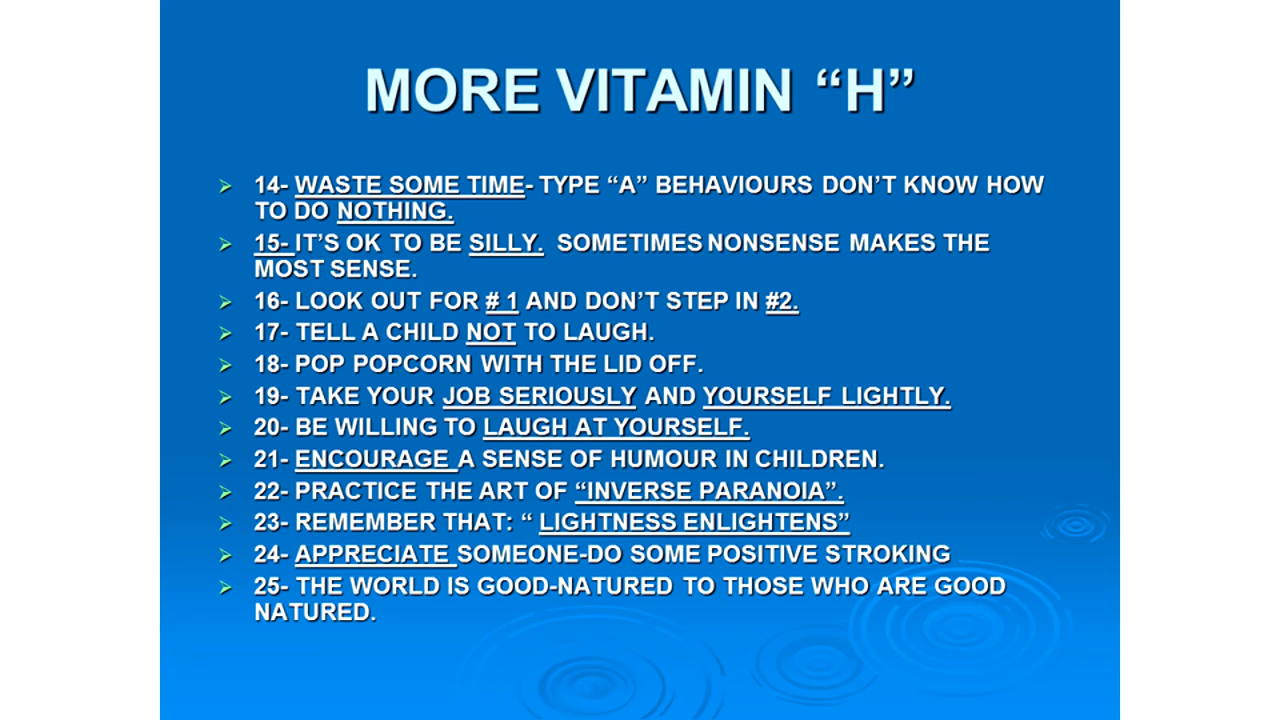 MORE VITAMIN “H”
14- WASTE SOME TIME- TYPE “A” BEHAVIOURS DON’T KNOW HOW
TO DO NOTHING.
15- IT’S OK TO BE SILLY.  SOMETIMES NONSENSE MAKES THE
MOST SENSE.
16- LOOK OUT FOR # 1 AND DON’T STEP IN #2.
17- TELL A CHILD NOT TO LAUGH.
18- POP POPCORN WITH THE LID OFF.
19- TAKE YOUR JOB SERIOUSLY AND YOURSELF LIGHTLY.
20- BE WILLING TO LAUGH AT YOURSELF.
21- ENCOURAGE A SENSE OF HUMOUR IN CHILDREN.
22- PRACTICE THE ART OF “INVERSE PARANOIA”.
23- REMEMBER THAT: “ LIGHTNESS ENLIGHTENS”
24- APPRECIATE SOMEONE-DO SOME POSITIVE STROKING
25- THE WORLD IS GOOD-NATURED TO THOSE WHO ARE GOOD
NATURED.